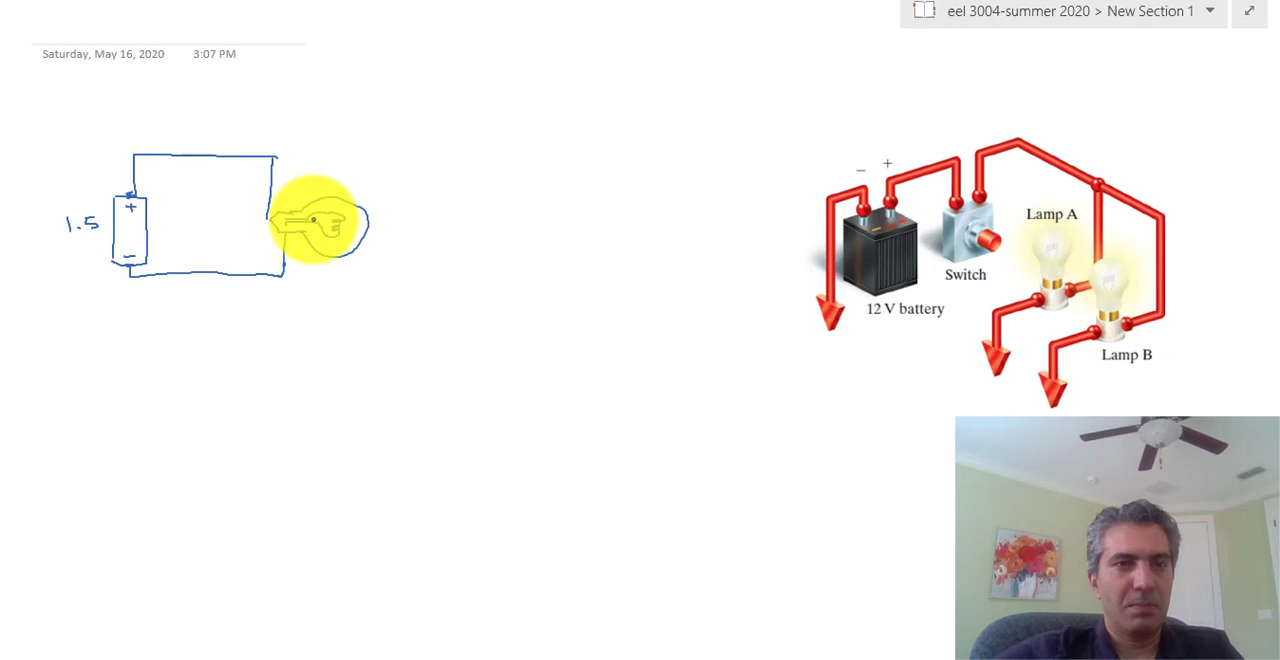 eel 3004-summer 2020 > New Section 1
Saturday, May 16, 2020 3:07 PM
1.5
+
−
− +
Lamp A
Switch
12 V battery
Lamp B